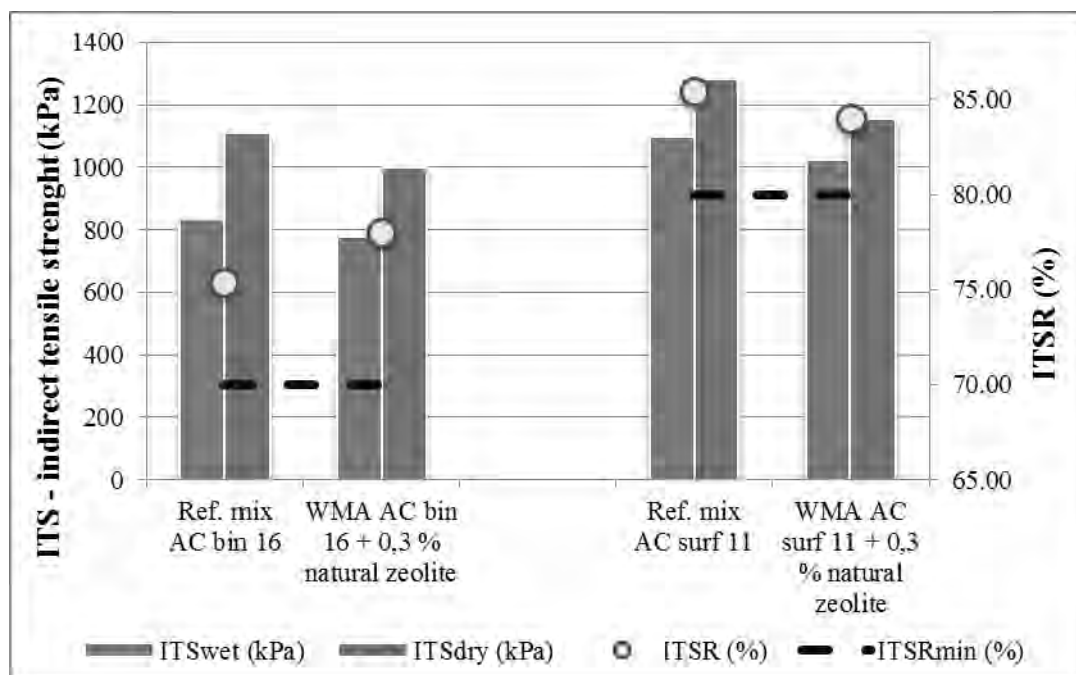 ITS - indirect tensile strenght (kPa)
1400
1200
1000
800
600
400
200
0
85.00
80.00
75.00
70.00
65.00
ITSR (%)
Ref. mix
AC bin 16
WMA AC bin
16 + 0,3 %
natural zeolite
Ref. mix
AC surf 11
WMA AC
surf 11 + 0,3
% natural
zeolite
ITSwet (kPa)
ITSdry (kPa)
ITSR (%)
ITSRmin (%)